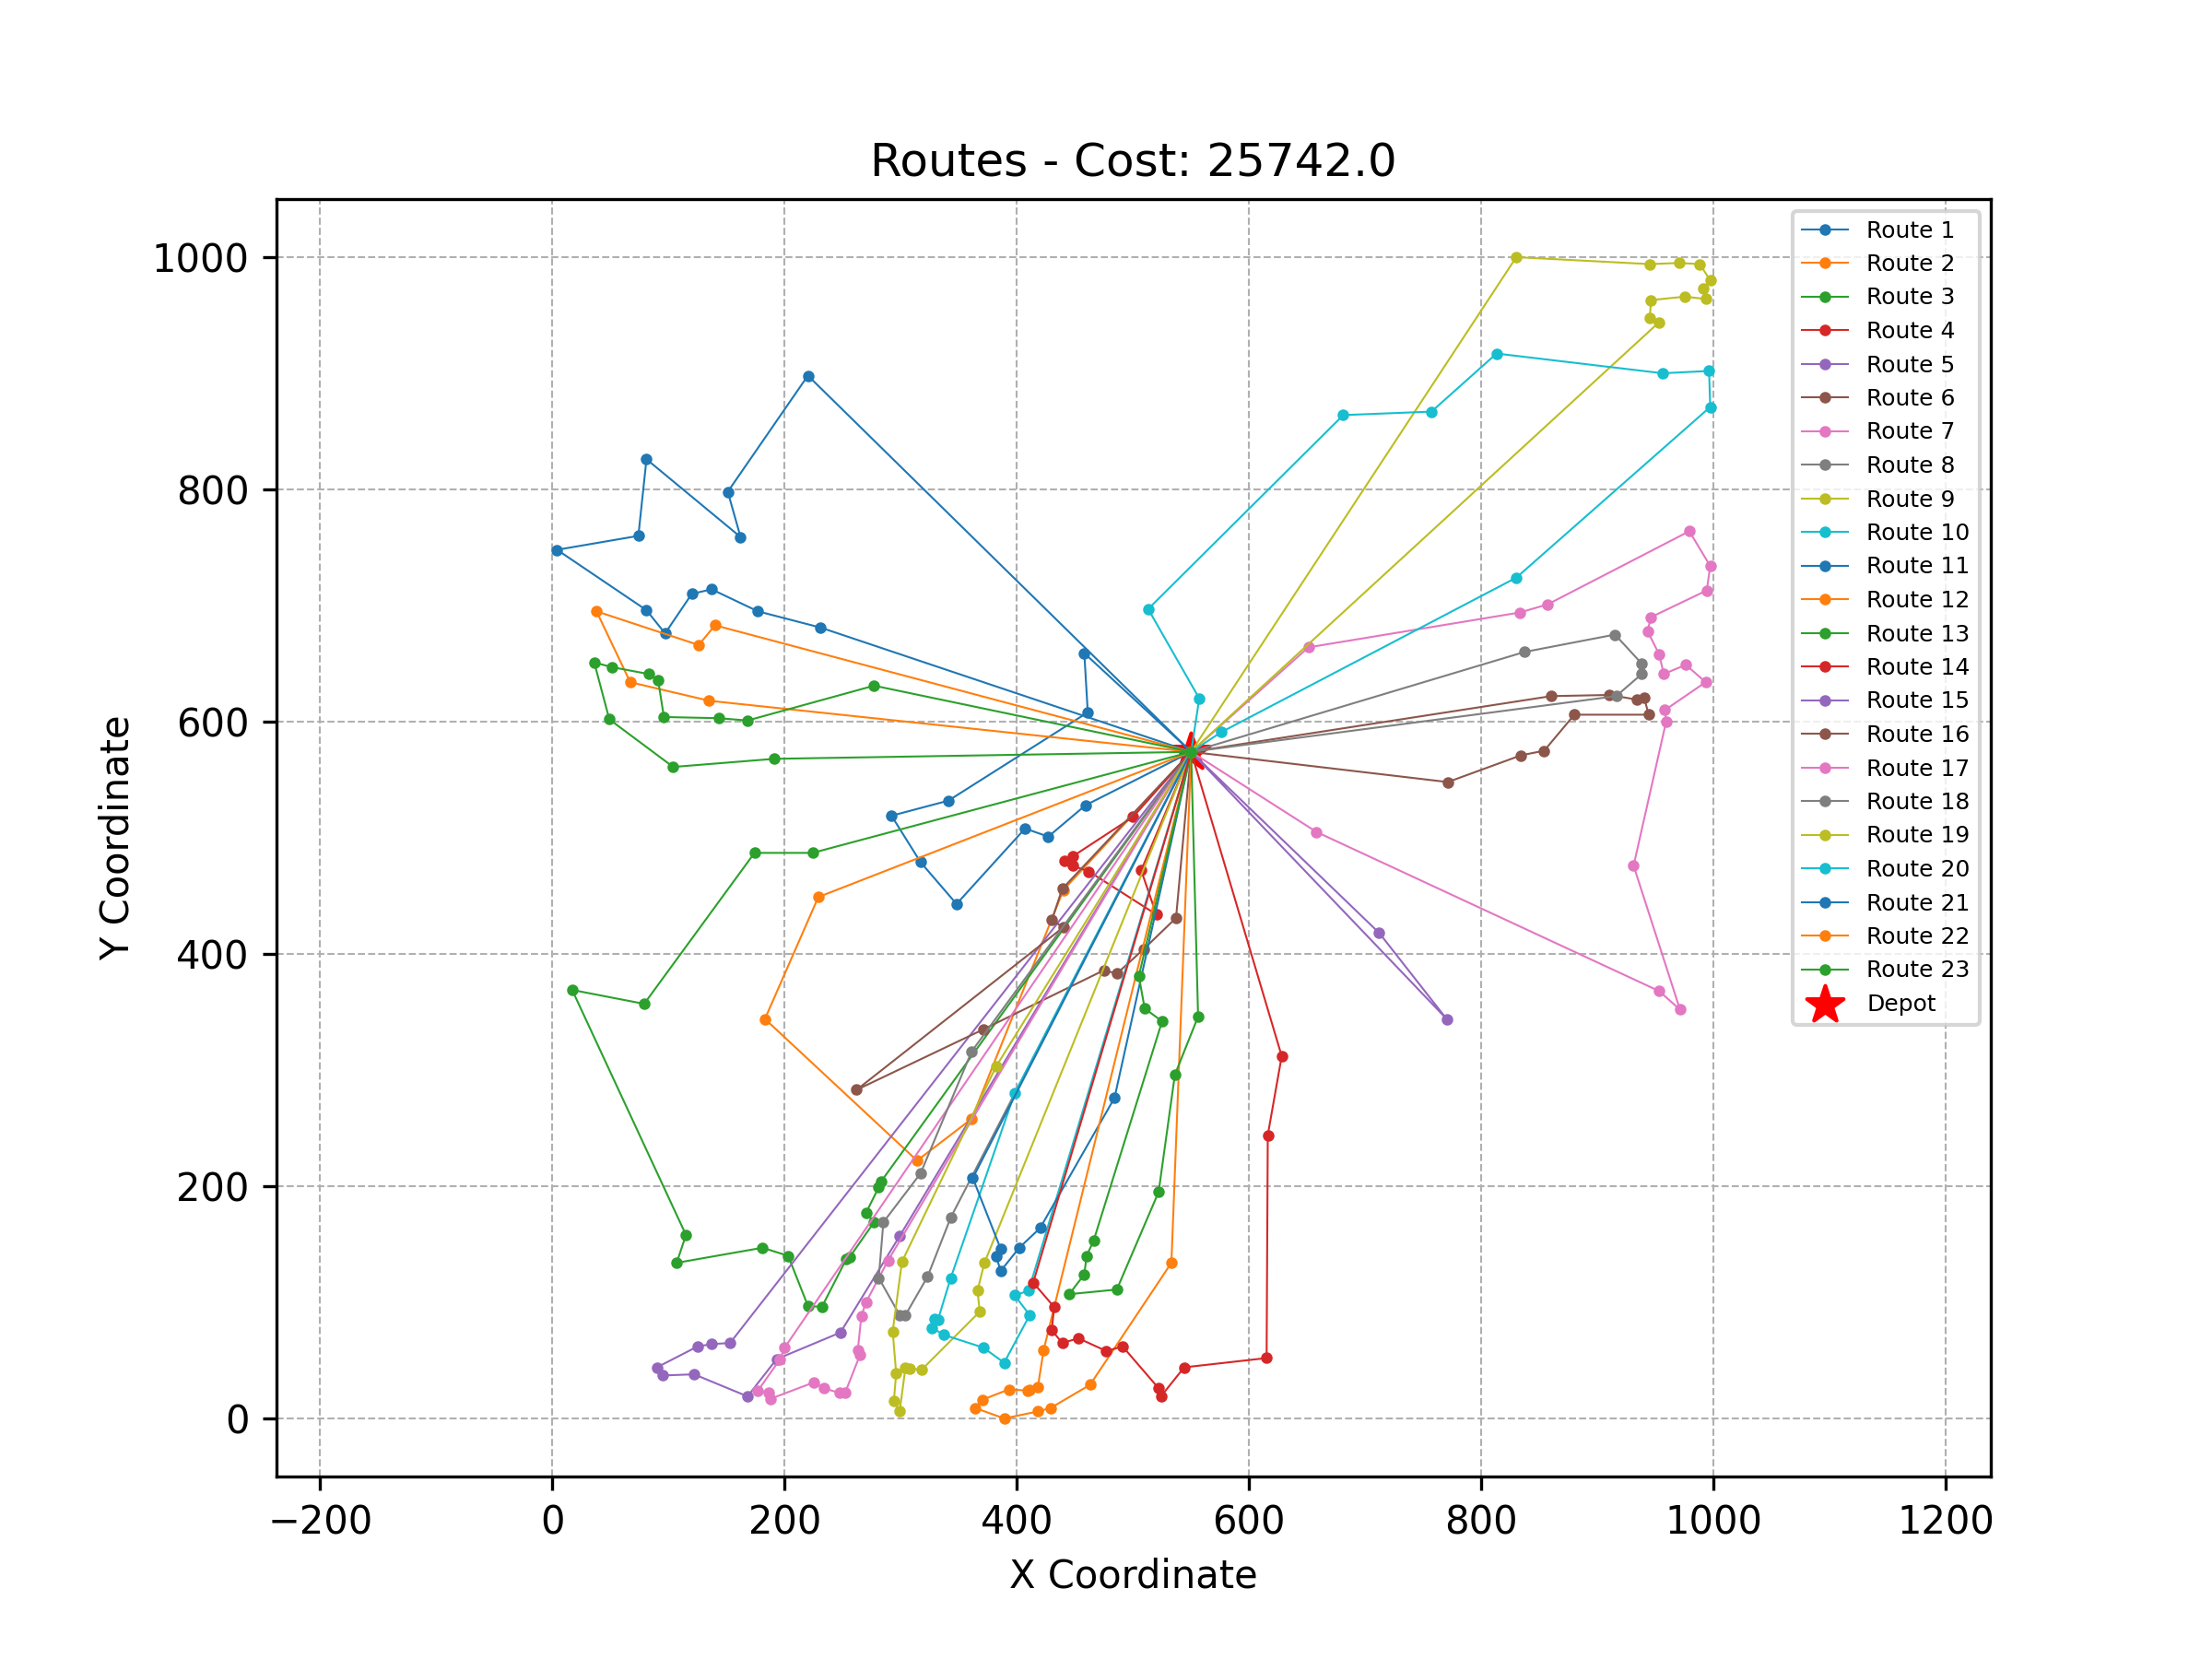 Routes - Cost: 25742.0
1000
800
600
400
200
0
Y Coordinate
−200
0
200
400
600
800
1000
1200
X Coordinate
Route 1
Route 2
Route 3
Route 4
Route 5
Route 6
Route 7
Route 8
Route 9
Route 10
Route 11
Route 12
Route 13
Route 14
Route 15
Route 16
Route 17
Route 18
Route 19
Route 20
Route 21
Route 22
Route 23
Depot